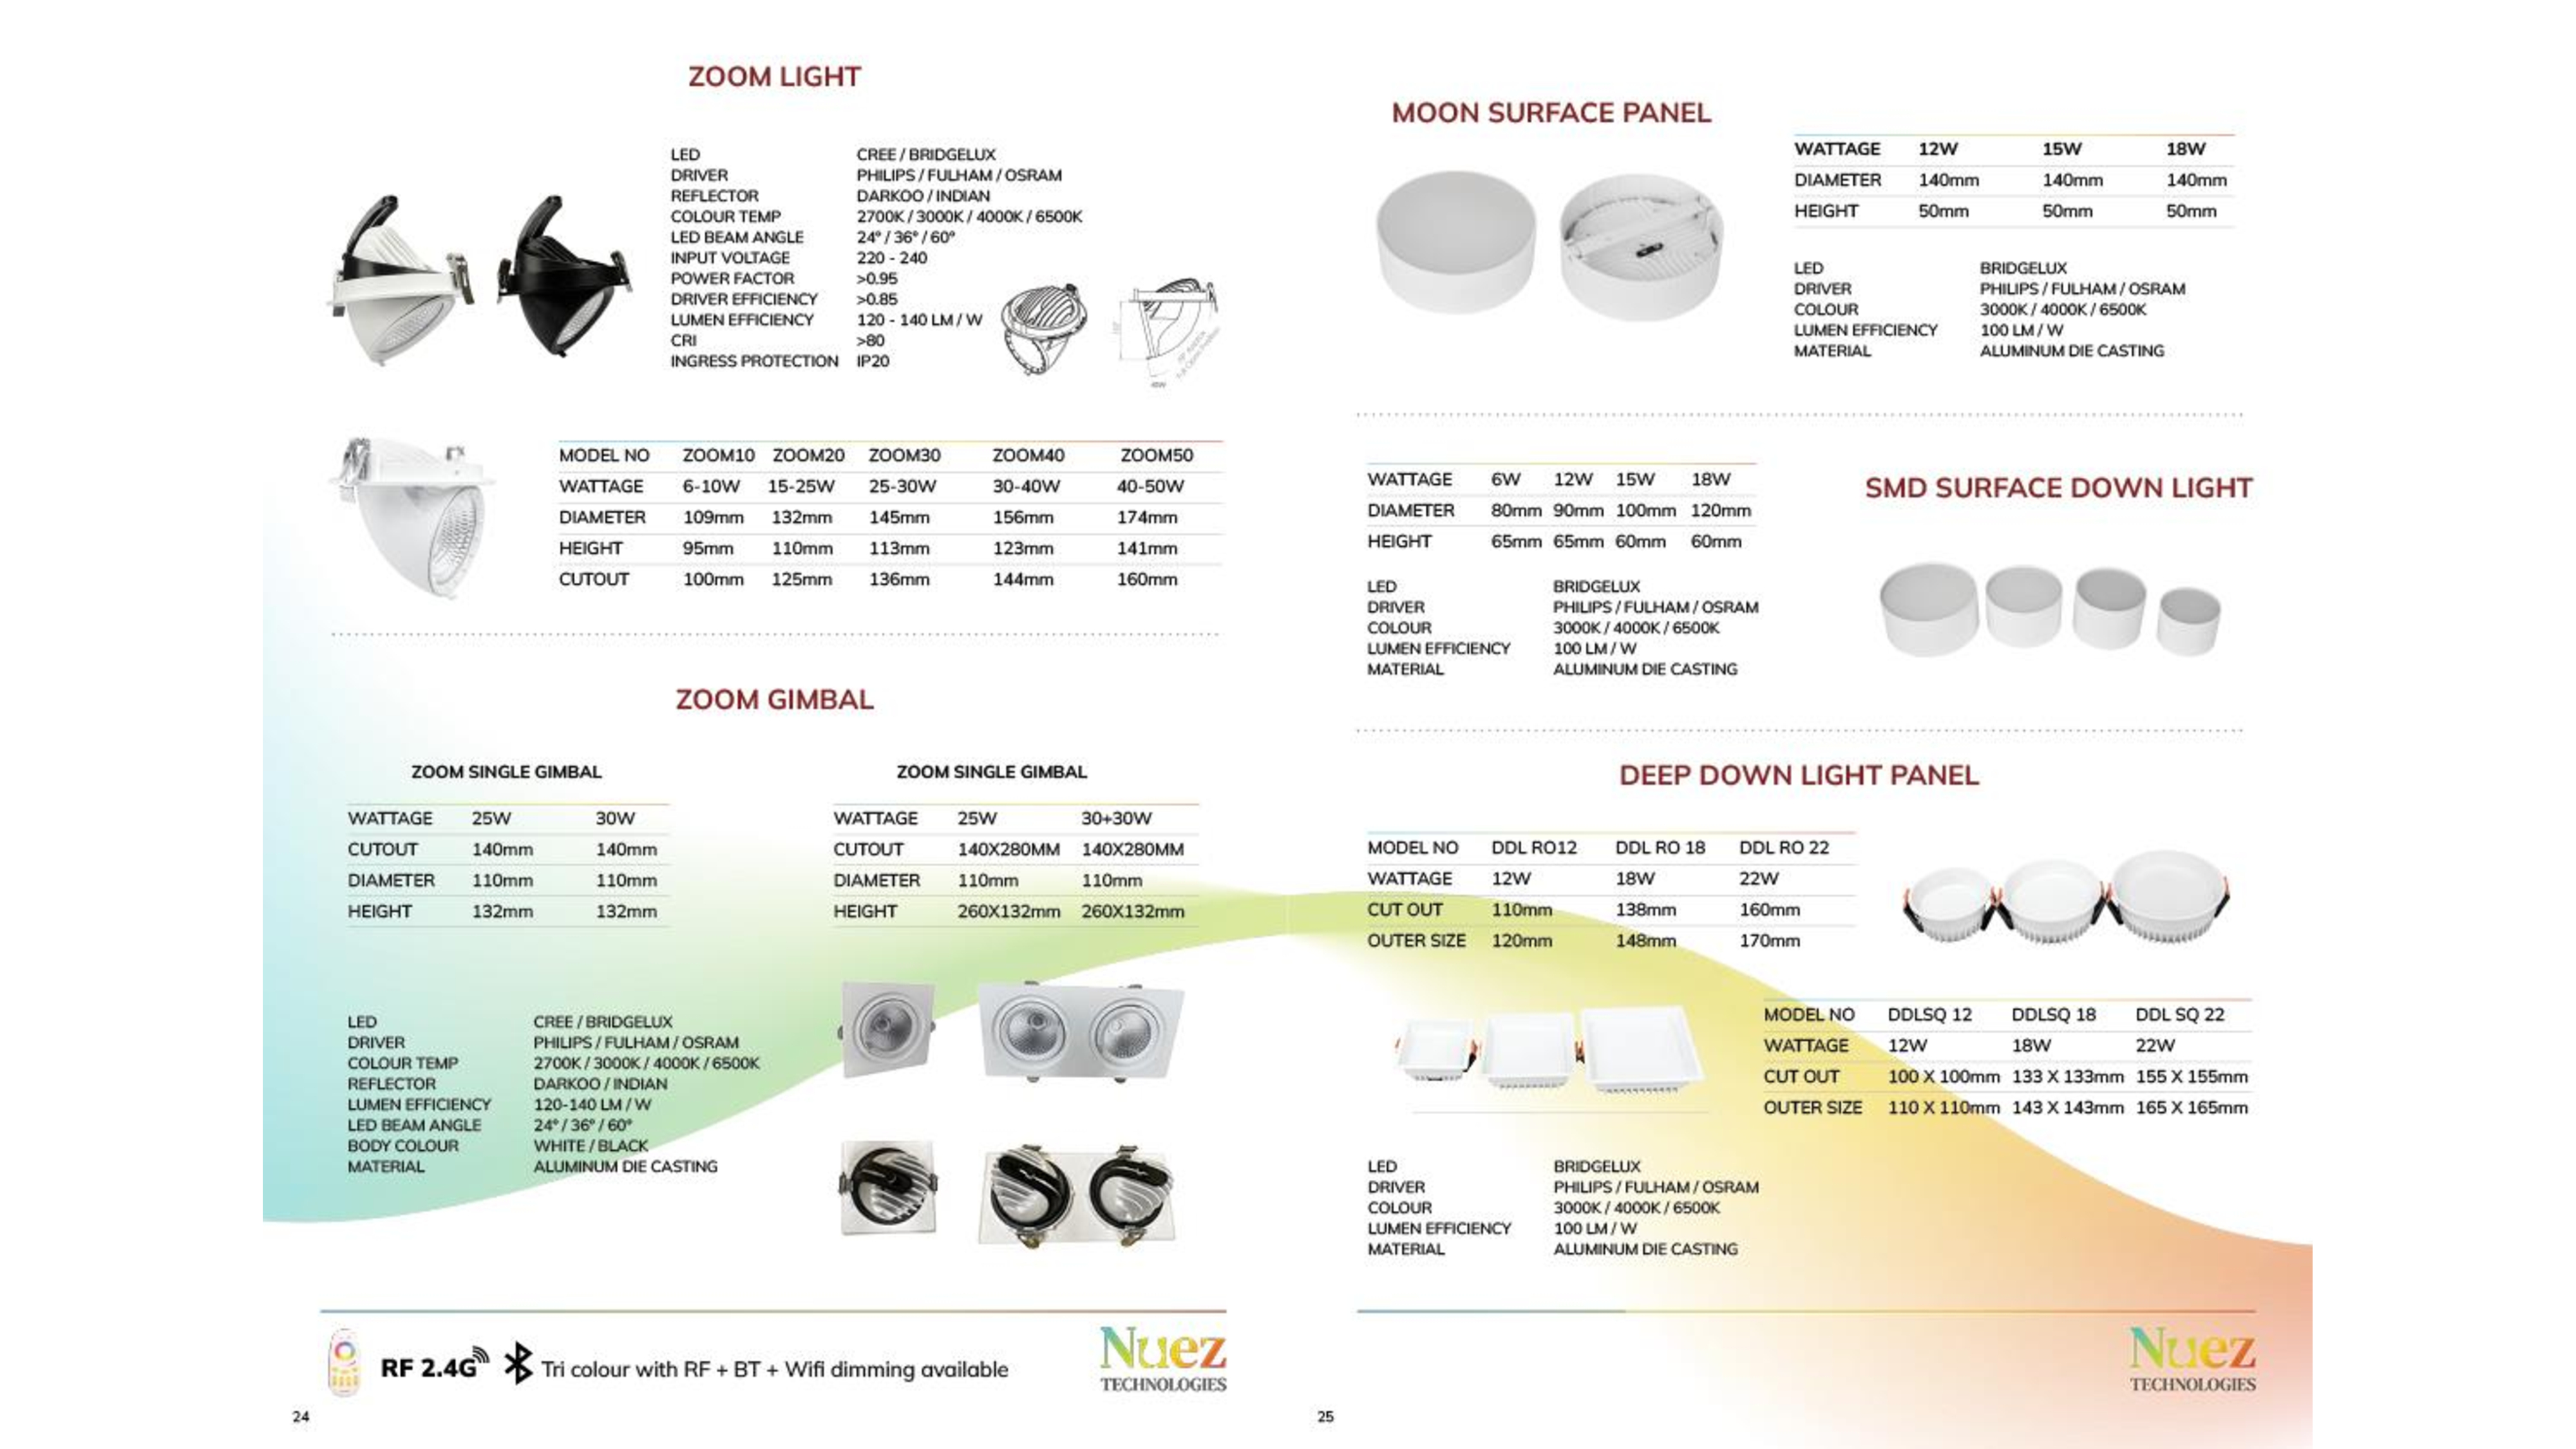 ZOOM LIGHT
LED CREE / BRIDGELUX
DRIVER PHILIPS / FULHAM / OSRAM
REFLECTOR DARKOO / INDIAN
COLOUR TEMP 2700K / 3000K / 4000K / 6500K
LED BEAM ANGLE 24° / 36° / 60°
INPUT VOLTAGE 220 - 240
POWER FACTOR >0.95
DRIVER EFFICIENCY >0.85
LUMEN EFFICIENCY 120 - 140 LM / W
CRI >80
INGRESS PROTECTION IP20
MODEL NO ZOOM10 ZOOM20 ZOOM30 ZOOM40 ZOOM50
WATTAGE 6-10W 15-25W 25-30W 30-40W 40-50W
DIAMETER 109mm 132mm 145mm 156mm 174mm
HEIGHT 95mm 110mm 113mm 123mm 141mm
CUTOUT 100mm 125mm 136mm 144mm 160mm
ZOOM GIMBAL
ZOOM SINGLE GIMBAL
WATTAGE 25W 30W
CUTOUT 140mm 140mm
DIAMETER 110mm 110mm
HEIGHT 132mm 132mm
ZOOM SINGLE GIMBAL
WATTAGE 25W 30+30W
CUTOUT 140X280MM 140X280MM
DIAMETER 110mm 110mm
HEIGHT 260X132mm 260X132mm
LED CREE / BRIDGELUX
DRIVER PHILIPS / FULHAM / OSRAM
COLOUR TEMP 2700K / 3000K / 4000K / 6500K
REFLECTOR DARKOO / INDIAN
LUMEN EFFICIENCY 120-140 LM / W
LED BEAM ANGLE 24° / 36° / 60°
BODY COLOUR WHITE / BLACK
MATERIAL ALUMINUM DIE CASTING
RF 2.4G Tri colour with RF + BT + Wifi dimming available
Nuez
TECHNOLOGIES
24
MOON SURFACE PANEL
WATTAGE 12W 15W 18W
DIAMETER 140mm 140mm 140mm
HEIGHT 50mm 50mm 50mm
LED BRIDGELUX
DRIVER PHILIPS / FULHAM / OSRAM
COLOUR 3000K / 4000K / 6500K
LUMEN EFFICIENCY 100 LM / W
MATERIAL ALUMINUM DIE CASTING
SMD SURFACE DOWN LIGHT
WATTAGE 6W 12W 15W 18W
DIAMETER 80mm 90mm 100mm 120mm
HEIGHT 65mm 65mm 60mm 60mm
LED BRIDGELUX
DRIVER PHILIPS / FULHAM / OSRAM
COLOUR 3000K / 4000K / 6500K
LUMEN EFFICIENCY 100 LM / W
MATERIAL ALUMINUM DIE CASTING
DEEP DOWN LIGHT PANEL
MODEL NO DDL RO12 DDL RO 18 DDL RO 22
WATTAGE 12W 18W 22W
CUT OUT 110mm 138mm 160mm
OUTER SIZE 120mm 148mm 170mm
MODEL NO DDLSQ 12 DDLSQ 18 DDL SQ 22
WATTAGE 12W 18W 22W
CUT OUT 100 X 100mm 133 X 133mm 155 X 155mm
OUTER SIZE 110 X 110mm 143 X 143mm 165 X 165mm
LED BRIDGELUX
DRIVER PHILIPS / FULHAM / OSRAM
COLOUR 3000K / 4000K / 6500K
LUMEN EFFICIENCY 100 LM / W
MATERIAL ALUMINUM DIE CASTING
Nuez
TECHNOLOGIES
25